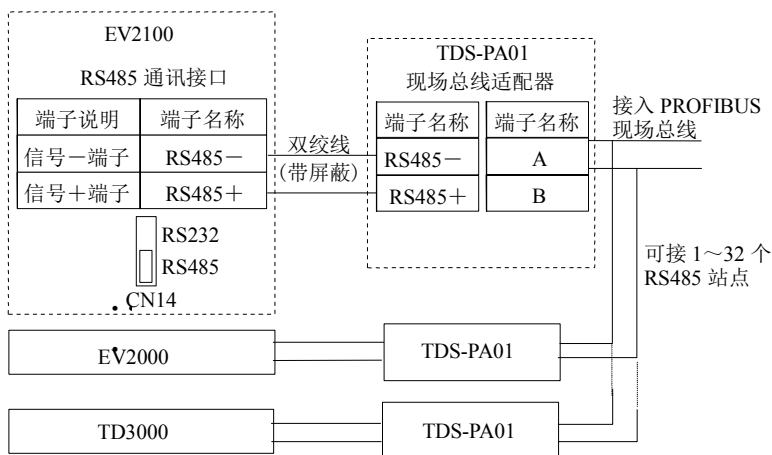 EV2100
RS485 通讯接口
端子说明 端子名称
信号－端子 RS485－
信号＋端子 RS485＋
RS232
RS485
CN14
双绞线
(带屏蔽)
TDS-PA01
现场总线适配器
端子名称 端子名称
RS485－ A
RS485＋ B
接入 PROFIBUS
现场总线
可接 1～32 个
RS485 站点
EV2000
TDS-PA01
TD3000
TDS-PA01